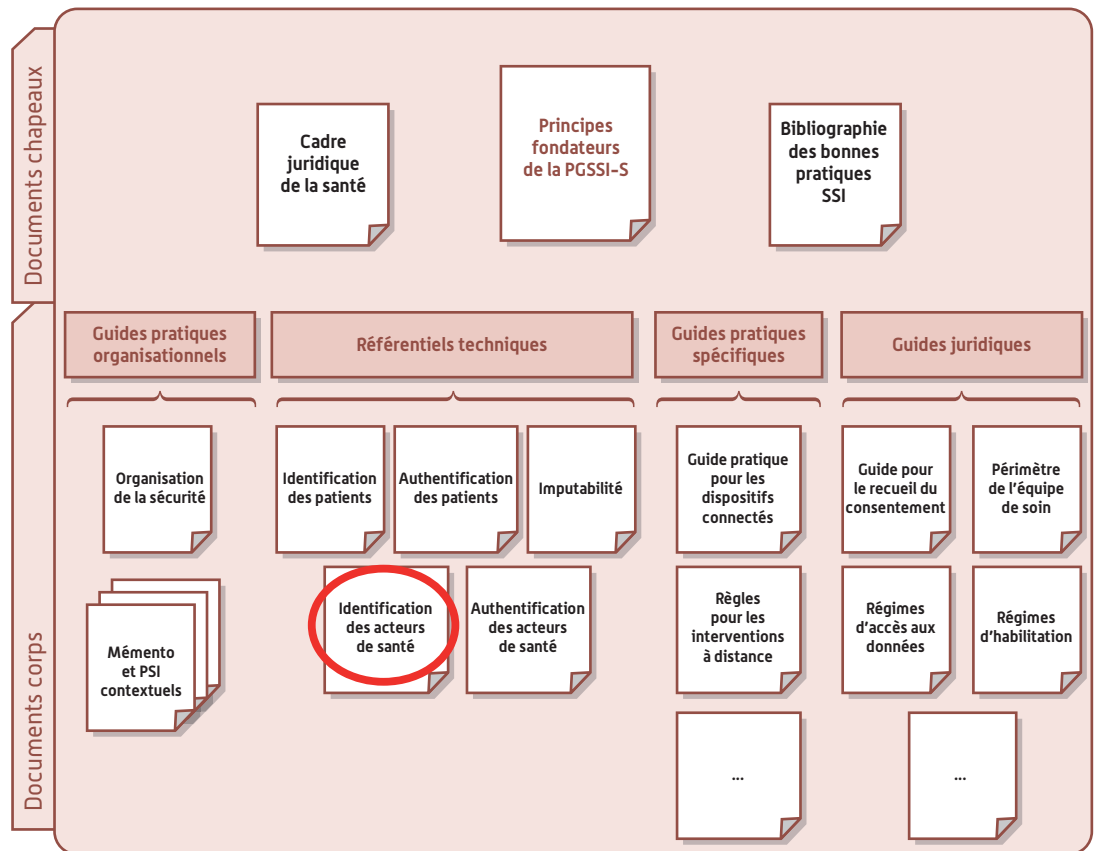 Documents chapeaux
Cadre
juridique
de la santé
Principes
fondateurs
de la PGSSI-S
Bibliographie
des bonnes
pratiques
SSI
Documents corps
Guides pratiques
organisationnels
Référentiels techniques
Guides pratiques
spécifiques
Guides juridiques
Organisation
de la sécurité
Mémento
et PSI
contextuels
Identification
des patients
Authentification
des patients
Imputabilité
Identification
des acteurs
de santé
Authentification
des acteurs
de santé
Guide pratique
pour les
dispositifs
connectés
Règles
pour les
interventions
à distance
...
Guide pour
le recueil du
consentement
Périmètre
de l'équipe
de soin
Régimes
d'accès aux
données
Régimes
d'habilitation
...